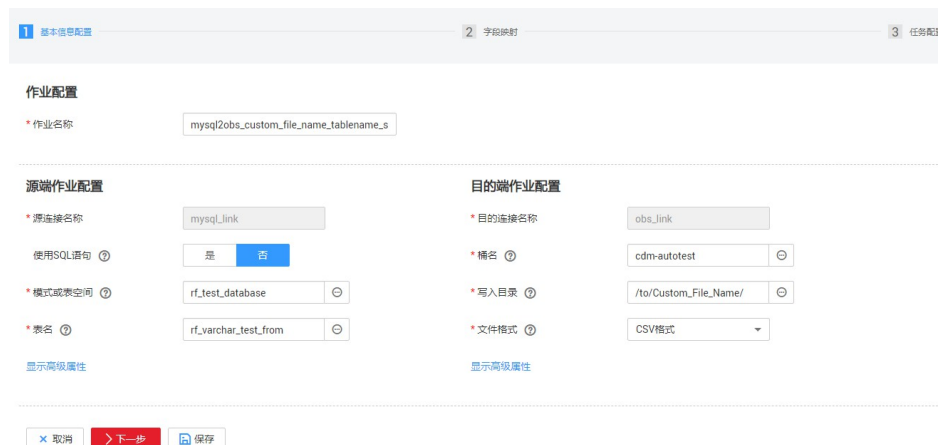 1 基本信息配置 2 字段映射 3 任务配置
作业配置
* 作业名称 mysql2obs_custom_file_name_tablename_s
源端作业配置 目的端作业配置
* 源连接名称 mysql_link * 目的连接名称 obs_link
使用SQL语句 ? 是 否 * 桶名 ? cdm-autotest
* 模式或表空间 ? rf_test_database * 写入目录 ? /to/Custom_File_Name/
* 表名 ? rf_varchar_test_from * 文件格式 ? CSV格式
显示高级属性 显示高级属性
× 取消 下一步 保存